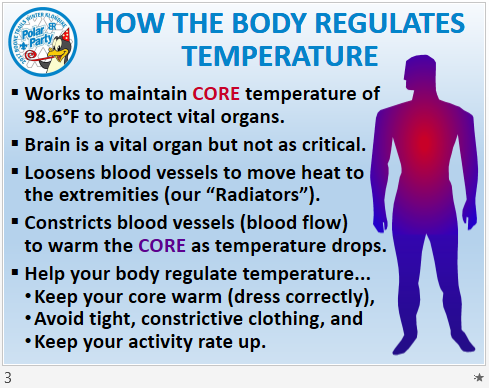 HOW THE BODY REGULATES
TEMPERATURE
Polar
Party
▪ Works to maintain CORE temperature of
98.6°F to protect vital organs.
▪ Brain is a vital organ but not as critical.
▪ Loosens blood vessels to move heat to
the extremities (our “Radiators”).
▪ Constricts blood vessels (blood flow)
to warm the CORE as temperature drops.
▪ Help your body regulate temperature...
• Keep your core warm (dress correctly),
• Avoid tight, constrictive clothing, and
• Keep your activity rate up.
3